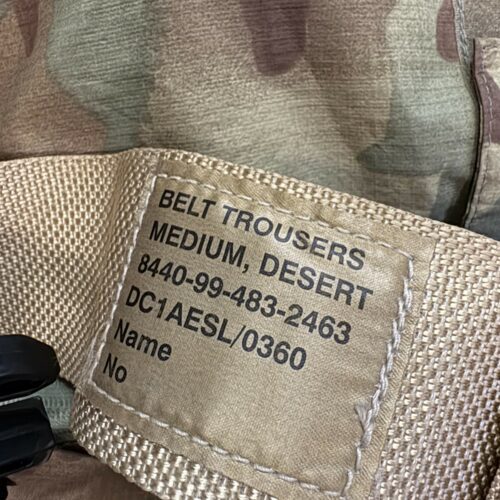 BELT TROUSERS
MEDIUM, DESERT
8440-99-483-2463
DC1AESL/0360
Name
No